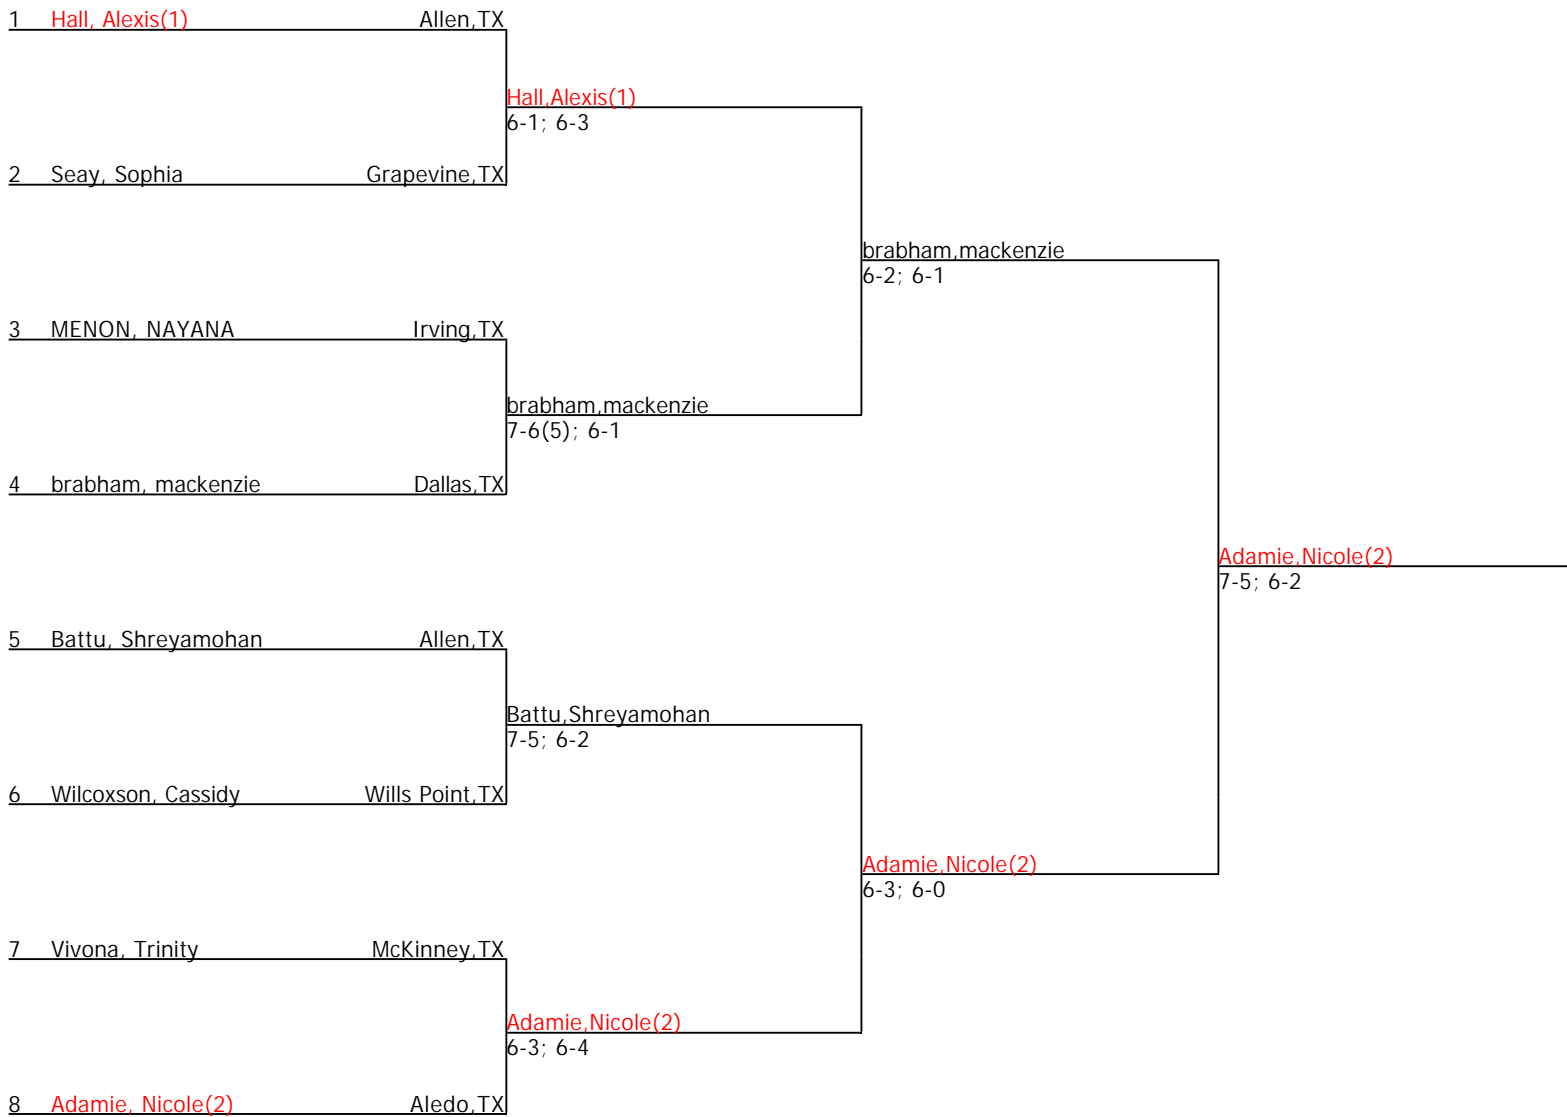 1 Hall, Alexis(1) Allen,TX
Hall,Alexis(1)
6-1; 6-3
2 Seay, Sophia Grapevine,TX
brabham,mackenzie
6-2; 6-1
3 MENON, NAYANA Irving,TX
brabham,mackenzie
7-6(5); 6-1
4 brabham, mackenzie Dallas,TX
Adamie,Nicole(2)
7-5; 6-2
5 Battu, Shreyamohan Allen,TX
Battu,Shreyamohan
7-5; 6-2
6 Wilcoxson, Cassidy Wills Point,TX
Adamie,Nicole(2)
6-3; 6-0
7 Vivona, Trinity McKinney,TX
Adamie,Nicole(2)
6-3; 6-4
8 Adamie, Nicole(2) Aledo,TX